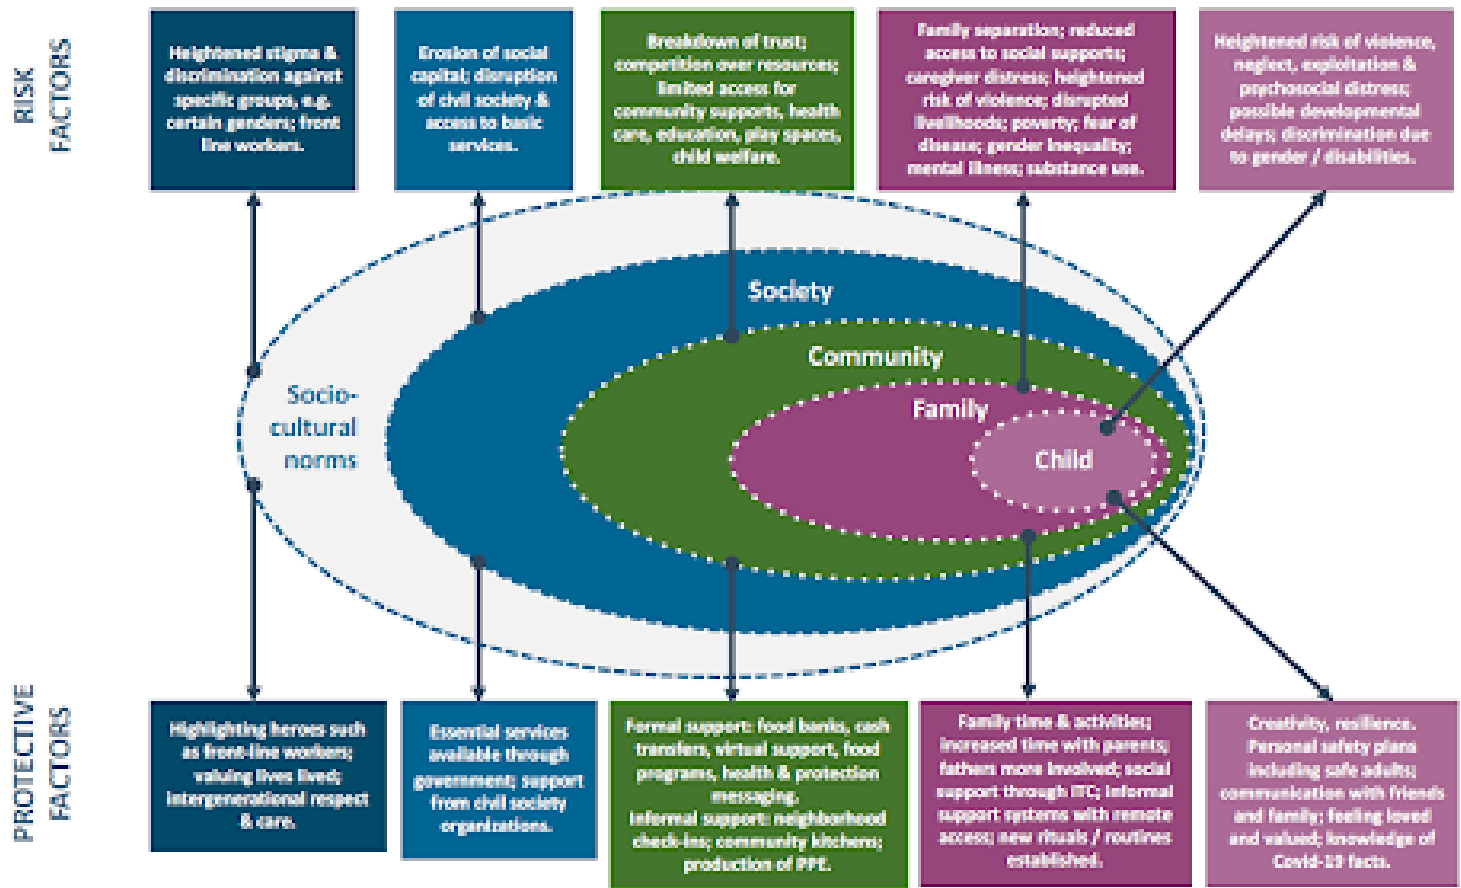 RISK
FACTORS
Heightened stigma &
discrimination against
specific groups, e.g.
certain genders; front
line workers.
Erosion of social
capital; disruption
of civil society &
access to basic
services.
Breakdown of trust;
competition over resources;
limited access for
community supports, health
care, education, play spaces,
child welfare.
Family separation; reduced
access to social supports;
caregiver distress; heightened
risk of violence; disrupted
livelihoods; poverty; fear of
disease; gender inequality;
mental illness; substance use.
Heightened risk of violence,
neglect, exploitation &
psychosocial distress;
possible developmental
delays; discrimination due
to gender / disabilities.
Society
Community
Family
Child
Socio-
cultural
norms
PROTECTIVE
FACTORS
Highlighting heroes such
as front-line workers;
valuing lives lived;
intergenerational respect
& care.
Essential services
available through
government; support
from civil society
organizations.
Formal support: food banks, cash
transfers, virtual support, food
programs, health & protection
messaging.
Informal support: neighborhood
check-ins; community kitchens;
production of PPE.
Family time & activities;
increased time with parents;
fathers more involved; social
support through ITC; informal
support systems with remote
access; new rituals / routines
established.
Creativity, resilience.
Personal safety plans
including safe adults;
communication with friends
and family; feeling loved
and valued; knowledge of
Covid-19 facts.